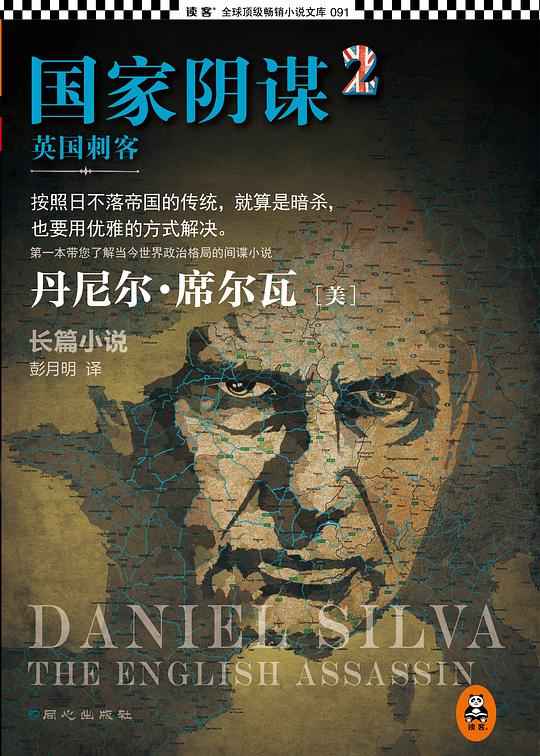 读客® 全球顶级畅销小说文库 091
国家阴谋2
英国刺客
按照日不落帝国的传统，就算是暗杀，
也要用优雅的方式解决。
第一本带您了解当今世界政治格局的间谍小说
丹尼尔·席尔瓦［美］
长篇小说
彭月明 译
DANIEL SILVA
THE ENGLISH ASSASSIN
同心出版社
读客®